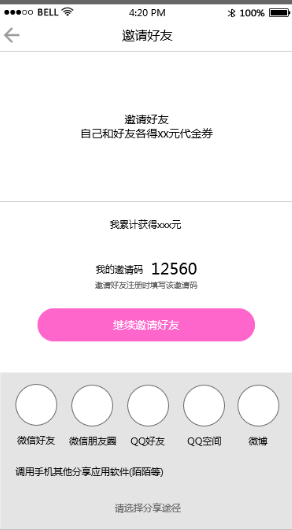 BELL 4:20 PM 100%
邀请好友
邀请好友
自己和好友各得xx元代金券
我累计获得xxx元
我的邀请码 12560
邀请好友注册时填写该邀请码
继续邀请好友
微信好友 微信朋友圈 QQ好友 QQ空间 微博
调用手机其他分享应用软件(陌陌等)
请选择分享途径